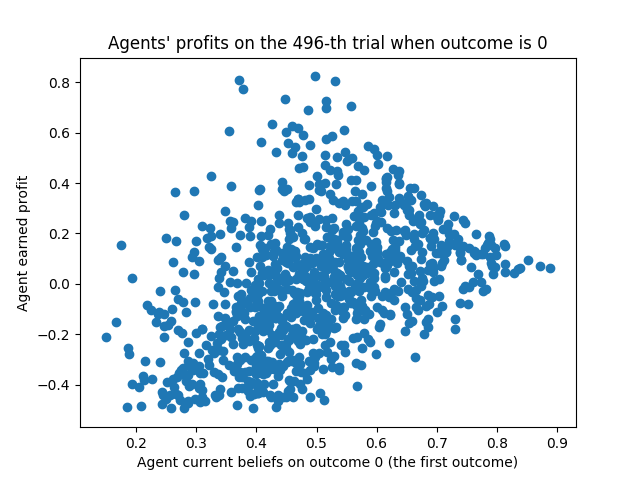 Agents' profits on the 496-th trial when outcome is 0
Agent earned profit
0.8
0.6
0.4
0.2
0.0
−0.2
−0.4
0.2 0.3 0.4 0.5 0.6 0.7 0.8 0.9
Agent current beliefs on outcome 0 (the first outcome)